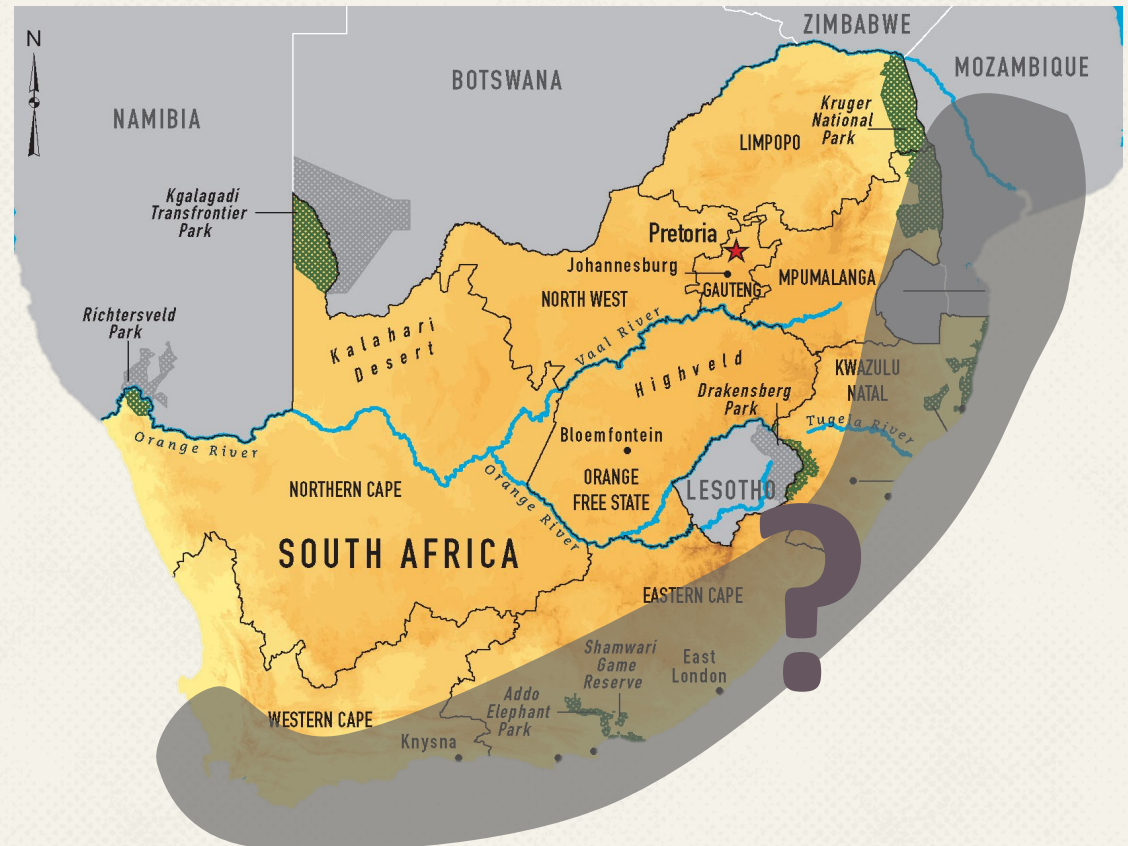 N
ZIMBABWE
MOZAMBIQUE
BOTSWANA
NAMIBIA
Kruger
National
Park
LIMPOPO
Kgalagadi
Transfrontier
Park
Pretoria
Johannesburg
MPUMALANGA
GAUTENG
NORTH WEST
Richtersveld
Park
Vaal River
Kalahari
Desert
Highveld
KWAZULU
NATAL
Drakensberg
Park
Tugela River
Orange River
Bloemfontein
ORANGE
FREE STATE
LESOTHO
NORTHERN CAPE
Orange River
SOUTH AFRICA
?
EASTERN CAPE
Shamwari
Game
Reserve
East
London
Addo
Elephant
Park
WESTERN CAPE
Knysna